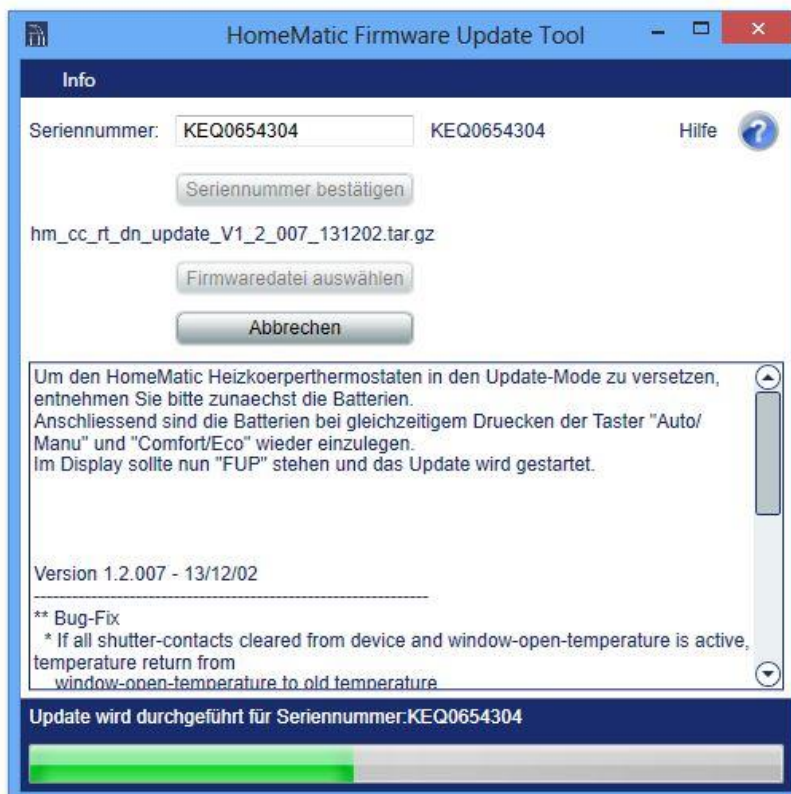 HomeMatic Firmware Update Tool
Info
Seriennummer: KEQ0654304 KEQ0654304 Hilfe ?
Seriennummer bestätigen
hm_cc_rt_dn_update_V1_2_007_131202.tar.gz
Firmwaredatei auswählen
Abbrechen
Um den HomeMatic Heizkoerperthermostaten in den Update-Mode zu versetzen,
entnehmen Sie bitte zunaechst die Batterien.
Anschliessend sind die Batterien bei gleichzeitigem Druecken der Taster "Auto/
Manu" und "Comfort/Eco" wieder einzulegen.
Im Display sollte nun "FUP" stehen und das Update wird gestartet.
Version 1.2.007 - 13/12/02
---------------------------------------------------------------
** Bug-Fix
* If all shutter-contacts cleared from device and window-open-temperature is active,
temperature return from
window-open-temperature to old temperature
Update wird durchgeführt für Seriennummer:KEQ0654304